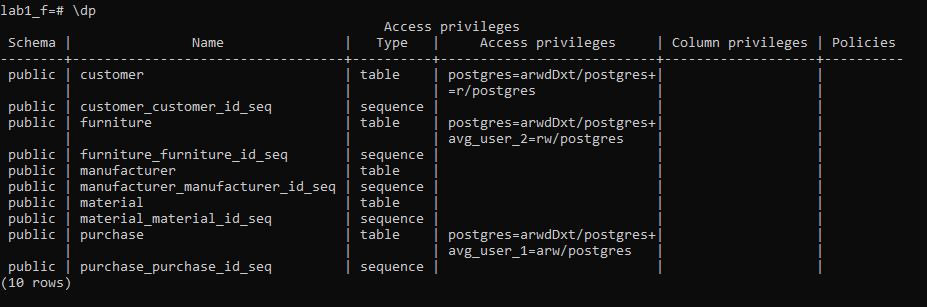 lab1_f=# \dp
                                                Access privileges
 Schema |               Name                |   Type   |     Access privileges     | Column privileges | Policies
--------+-----------------------------------+----------+---------------------------+-------------------+----------
 public | customer                          | table    | postgres=arwdDxt/postgres+|                   |
        |                                   |          | =r/postgres               |                   |
 public | customer_customer_id_seq          | sequence |                           |                   |
 public | furniture                         | table    | postgres=arwdDxt/postgres+|                   |
        |                                   |          | avg_user_2=rw/postgres    |                   |
 public | furniture_furniture_id_seq        | sequence |                           |                   |
 public | manufacturer                      | table    |                           |                   |
 public | manufacturer_manufacturer_id_seq  | sequence |                           |                   |
 public | material                          | table    |                           |                   |
 public | material_material_id_seq          | sequence |                           |                   |
 public | purchase                          | table    | postgres=arwdDxt/postgres+|                   |
        |                                   |          | avg_user_1=arw/postgres   |                   |
 public | purchase_purchase_id_seq          | sequence |                           |                   |
(10 rows)